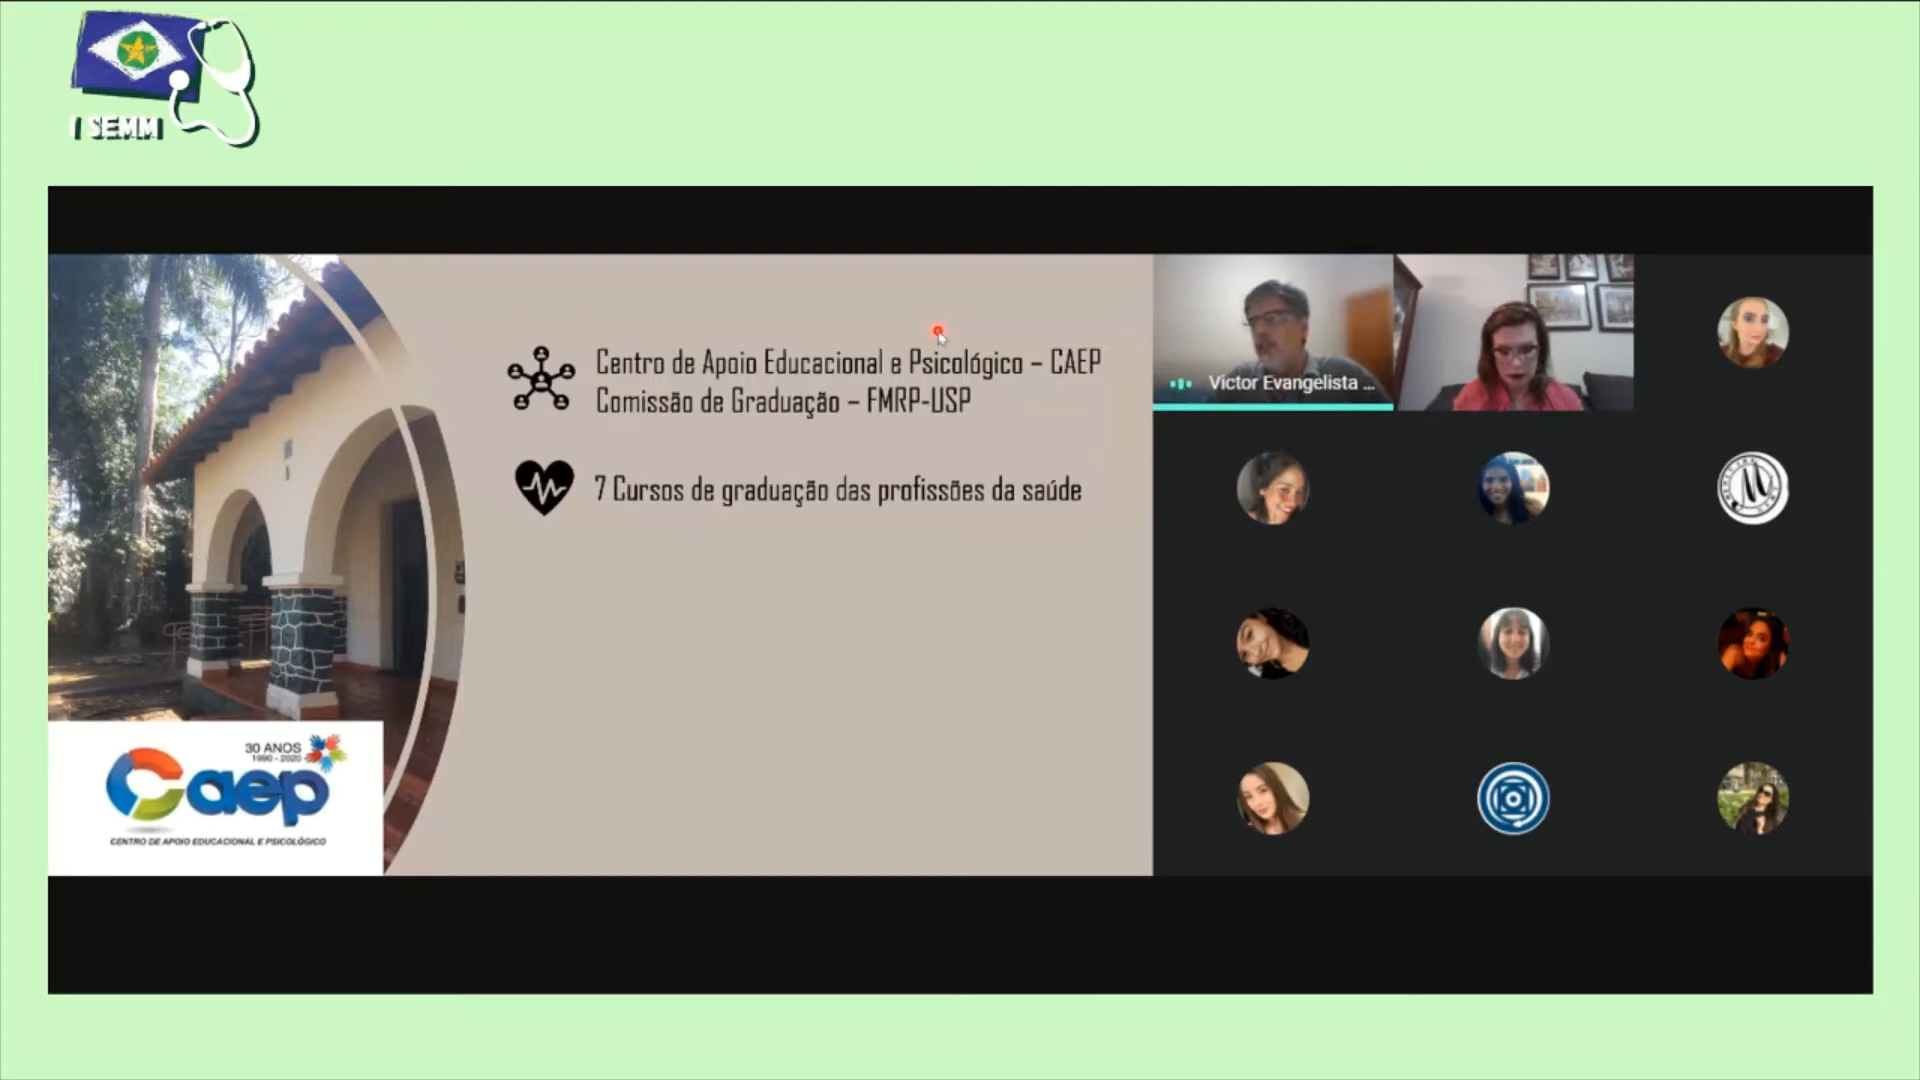 I SEMM
Centro de Apoio Educacional e Psicológico – CAEP
Comissão de Graduação – FMRP-USP
7 Cursos de graduação das profissões da saúde
Victor Evangelista ...
30 ANOS
1990 - 2020
Caep
CENTRO DE APOIO EDUCACIONAL E PSICOLÓGICO